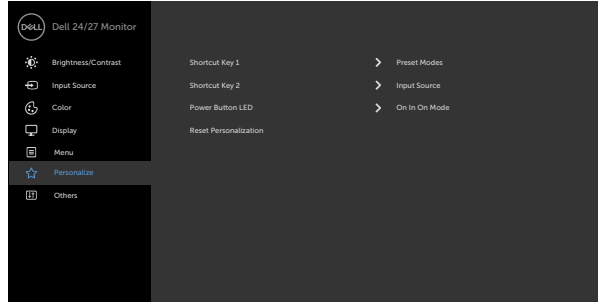 DELL Dell 24/27 Monitor
Brightness/Contrast
Input Source
Color
Display
Menu
Personalize
Others
Shortcut Key 1 Preset Modes
Shortcut Key 2 Input Source
Power Button LED On In On Mode
Reset Personalization